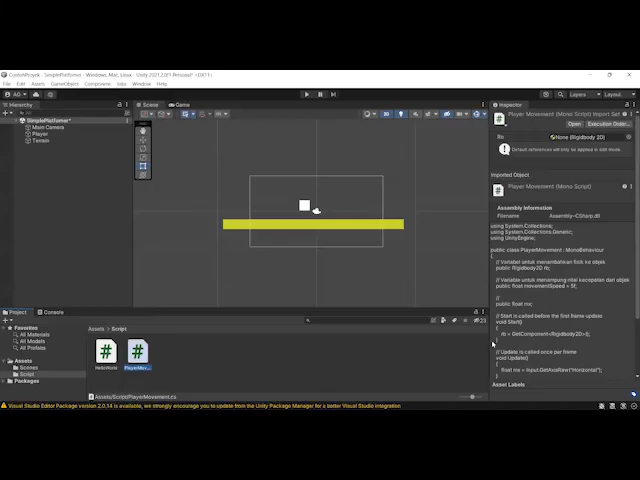 ContohProyek - SimplePlatformer - Windows, Mac, Linux - Unity 2021.2.0f1 Personal* <DX11>
File Edit Assets GameObject Component Jobs Window Help
AG
Layers
Layout
Hierarchy
Scene
Game
Inspector
All
SimplePlatformer*
Main Camera
Player
Terrain
Player Movement (Mono Script) Import Set
Open
Execution Order...
Rb
None (Rigidbody 2D)
Default references will only be applied in edit mode.
Imported Object
Player Movement (Mono Script)
Assembly Information
Filename
Assembly-CSharp.dll
using System.Collections;
using System.Collections.Generic;
using UnityEngine;
public class PlayerMovement : MonoBehaviour
{
// Variabel untuk menambahkan fisik ke objek
public Rigidbody2D rb;
// Variable untuk menampung nilai kecepatan dari objek
public float movementSpeed = 5f;
//
public float mx;
// Start is called before the first frame update
void Start()
{
rb = GetComponent<Rigidbody2D>();
}
// Update is called once per frame
void Update()
{
float mx = Input.GetAxisRaw("Horizontal");
}
Asset Labels
Project
Console
Favorites
All Materials
All Models
All Prefabs
Assets
Scenes
Script
Packages
Assets > Script
HelloWorld
PlayerMov...
Assets/Script/PlayerMovement.cs
Visual Studio Editor Package version 2.0.14 is available, we strongly encourage you to update from the Unity Package Manager for a better Visual Studio integration